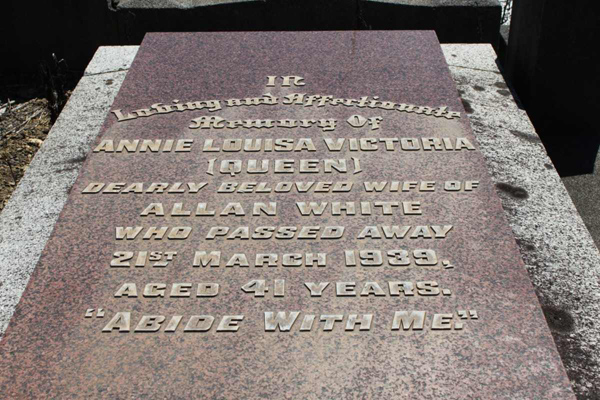 In
Loving and Affectionate
Memory Of
ANNIE LOUISA VICTORIA
[QUEEN]
DEARLY BELOVED WIFE OF
ALLAN WHITE
WHO PASSED AWAY
21ST MARCH 1939.
AGED 41 YEARS.
"ABIDE WITH ME."